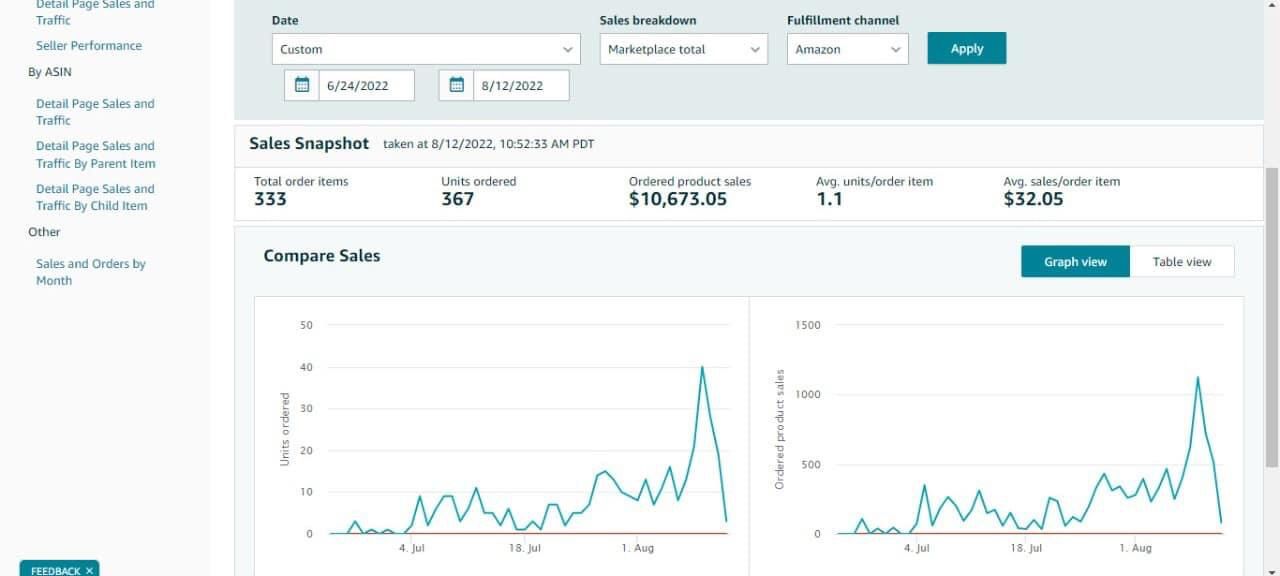 Detail Page Sales and
Traffic
Seller Performance
By ASIN
Detail Page Sales and
Traffic
Detail Page Sales and
Traffic By Parent Item
Detail Page Sales and
Traffic By Child Item
Other
Sales and Orders by
Month
FEEDBACK ×
Date
Sales breakdown
Fulfillment channel
Custom
Marketplace total
Amazon
Apply
6/24/2022
8/12/2022
Sales Snapshot taken at 8/12/2022, 10:52:33 AM PDT
Total order items
Units ordered
Ordered product sales
Avg. units/order item
Avg. sales/order item
333
367
$10,673.05
1.1
$32.05
Compare Sales
Graph view
Table view
Units ordered
50
40
30
20
10
0
4. Jul
18. Jul
1. Aug
Ordered product sales
1500
1000
500
0
4. Jul
18. Jul
1. Aug